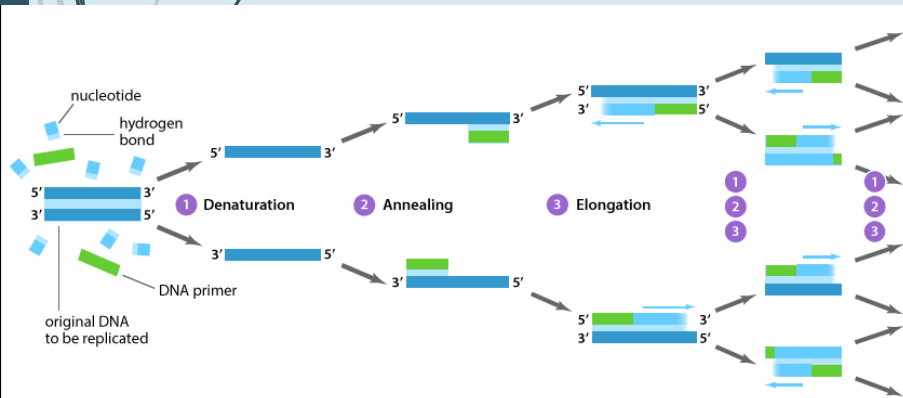 nucleotide
hydrogen
bond
5′ 3′
3′ 5′
DNA primer
original DNA
to be replicated
5′ 3′
1 Denaturation
3′ 5′
5′ 3′
2 Annealing
3′ 5′
5′ 3′
3′ 5′
3 Elongation
5′ 3′
3′ 5′
1
2
3
1
2
3